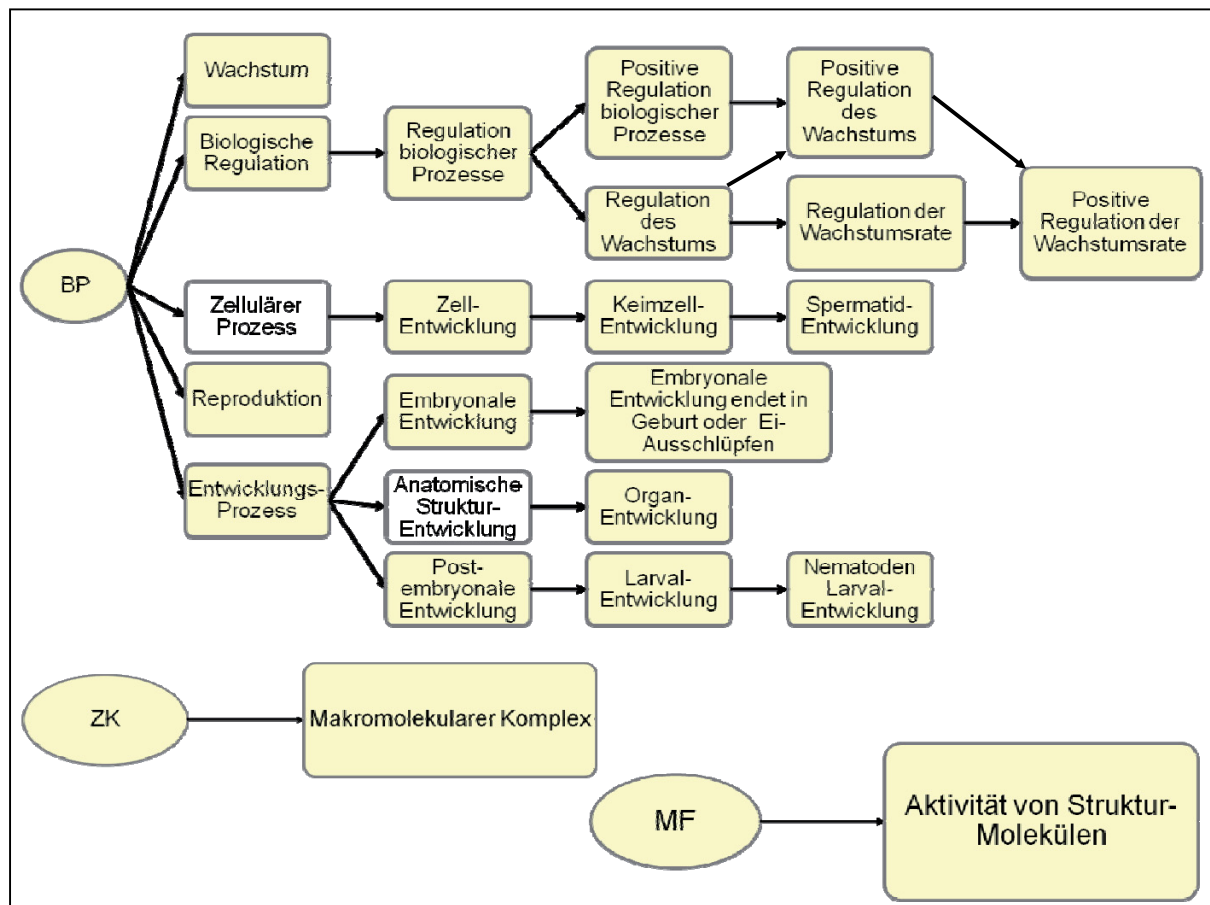 Wachstum
Biologische
Regulation
Regulation
biologischer
Prozesse
Positive
Regulation
biologischer
Prozesse
Positive
Regulation
des
Wachstums
Regulation
des
Wachstums
Regulation der
Wachstumsrate
Positive
Regulation der
Wachstumsrate
BP
Zellulärer
Prozess
Zell-
Entwicklung
Keimzell-
Entwicklung
Spermatid-
Entwicklung
Reproduktion
Embryonale
Entwicklung
Embryonale
Entwicklung endet in
Geburt oder Ei-
Ausschlüpfen
Entwicklungs-
Prozess
Anatomische
Struktur-
Entwicklung
Organ-
Entwicklung
Post-
embryonale
Entwicklung
Larval-
Entwicklung
Nematoden
Larval-
Entwicklung
ZK
Makromolekularer Komplex
MF
Aktivität von Struktur-
Molekülen